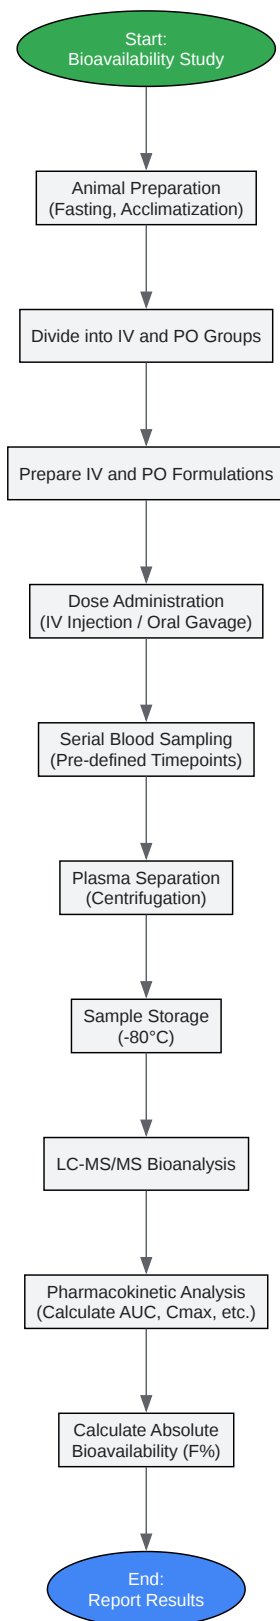 Start:
Bioavailability Study
Animal Preparation
(Fasting, Acclimatization)
Divide into IV and PO Groups
Prepare IV and PO Formulations
Dose Administration
(IV Injection / Oral Gavage)
Serial Blood Sampling
(Pre-defined Timepoints)
Plasma Separation
(Centrifugation)
Sample Storage
(-80°C)
LC-MS/MS Bioanalysis
Pharmacokinetic Analysis
(Calculate AUC, Cmax, etc.)
Calculate Absolute
Bioavailability (F%)
End:
Report Results